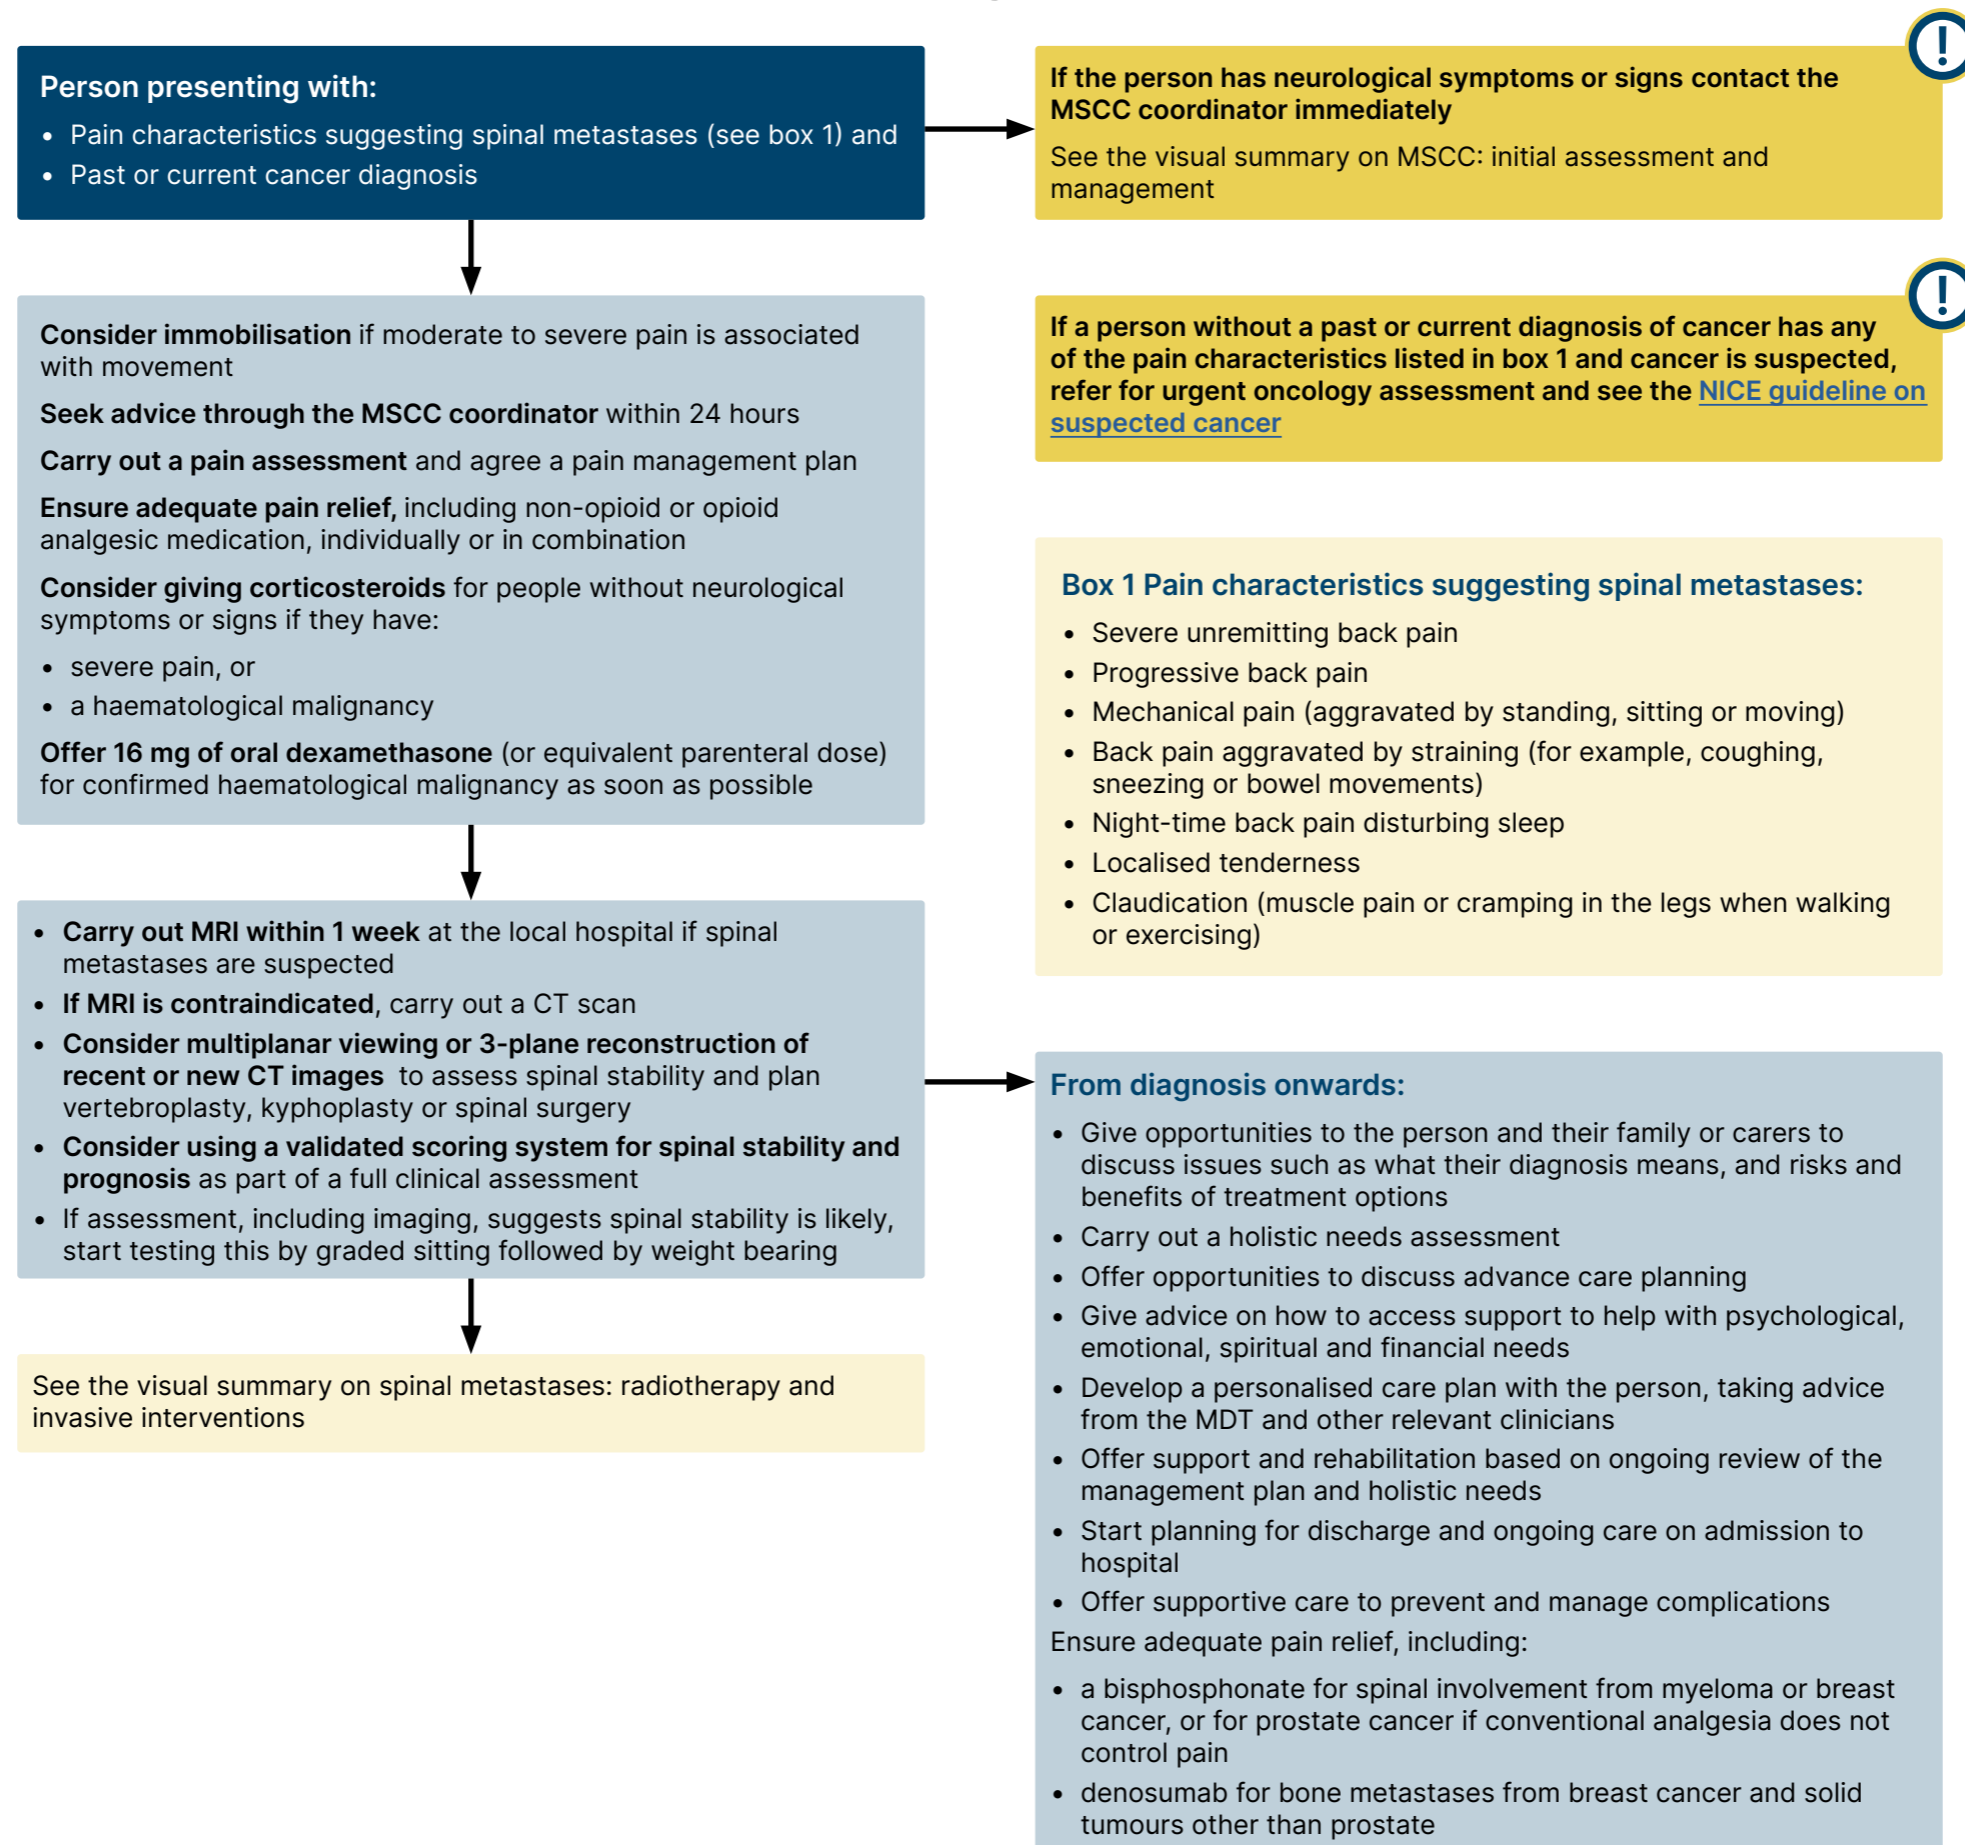 Person presenting with:
• Pain characteristics suggesting spinal metastases (see box 1) and
• Past or current cancer diagnosis
If the person has neurological symptoms or signs contact the
MSCC coordinator immediately
See the visual summary on MSCC: initial assessment and
management
!
Consider immobilisation if moderate to severe pain is associated
with movement
Seek advice through the MSCC coordinator within 24 hours
Carry out a pain assessment and agree a pain management plan
Ensure adequate pain relief, including non-opioid or opioid
analgesic medication, individually or in combination
Consider giving corticosteroids for people without neurological
symptoms or signs if they have:
• severe pain, or
• a haematological malignancy
Offer 16 mg of oral dexamethasone (or equivalent parenteral dose)
for confirmed haematological malignancy as soon as possible
If a person without a past or current diagnosis of cancer has any
of the pain characteristics listed in box 1 and cancer is suspected,
refer for urgent oncology assessment and see the NICE guideline on
suspected cancer
!
Box 1 Pain characteristics suggesting spinal metastases:
• Severe unremitting back pain
• Progressive back pain
• Mechanical pain (aggravated by standing, sitting or moving)
• Back pain aggravated by straining (for example, coughing,
sneezing or bowel movements)
• Night-time back pain disturbing sleep
• Localised tenderness
• Claudication (muscle pain or cramping in the legs when walking
or exercising)
• Carry out MRI within 1 week at the local hospital if spinal
metastases are suspected
• If MRI is contraindicated, carry out a CT scan
• Consider multiplanar viewing or 3-plane reconstruction of
recent or new CT images to assess spinal stability and plan
vertebroplasty, kyphoplasty or spinal surgery
• Consider using a validated scoring system for spinal stability and
prognosis as part of a full clinical assessment
• If assessment, including imaging, suggests spinal stability is likely,
start testing this by graded sitting followed by weight bearing
See the visual summary on spinal metastases: radiotherapy and
invasive interventions
From diagnosis onwards:
• Give opportunities to the person and their family or carers to
discuss issues such as what their diagnosis means, and risks and
benefits of treatment options
• Carry out a holistic needs assessment
• Offer opportunities to discuss advance care planning
• Give advice on how to access support to help with psychological,
emotional, spiritual and financial needs
• Develop a personalised care plan with the person, taking advice
from the MDT and other relevant clinicians
• Offer support and rehabilitation based on ongoing review of the
management plan and holistic needs
• Start planning for discharge and ongoing care on admission to
hospital
• Offer supportive care to prevent and manage complications
Ensure adequate pain relief, including:
• a bisphosphonate for spinal involvement from myeloma or breast
cancer, or for prostate cancer if conventional analgesia does not
control pain
• denosumab for bone metastases from breast cancer and solid
tumours other than prostate